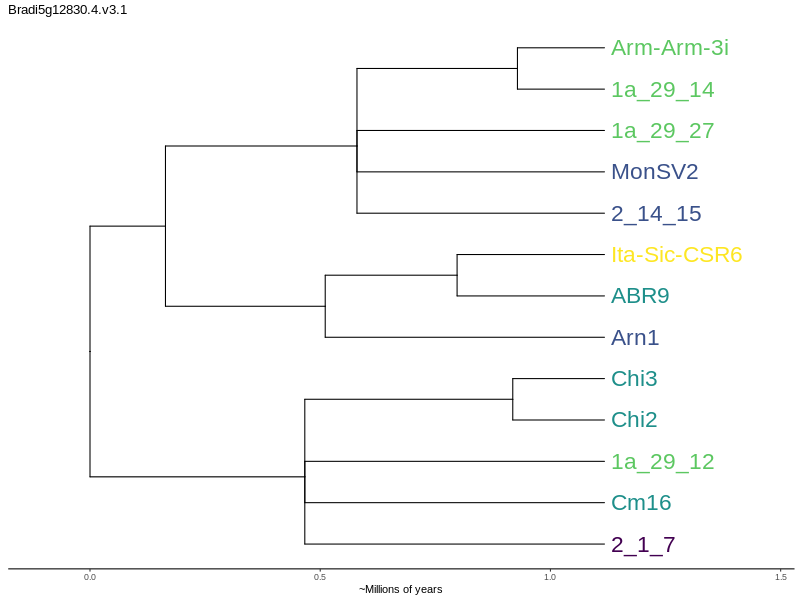 Bradi5g12830.4.v3.1
Arm-Arm-3i
1a_29_14
1a_29_27
MonSV2
2_14_15
Ita-Sic-CSR6
ABR9
Arn1
Chi3
Chi2
1a_29_12
Cm16
2_1_7
0.0 0.5 1.0 1.5
~Millions of years